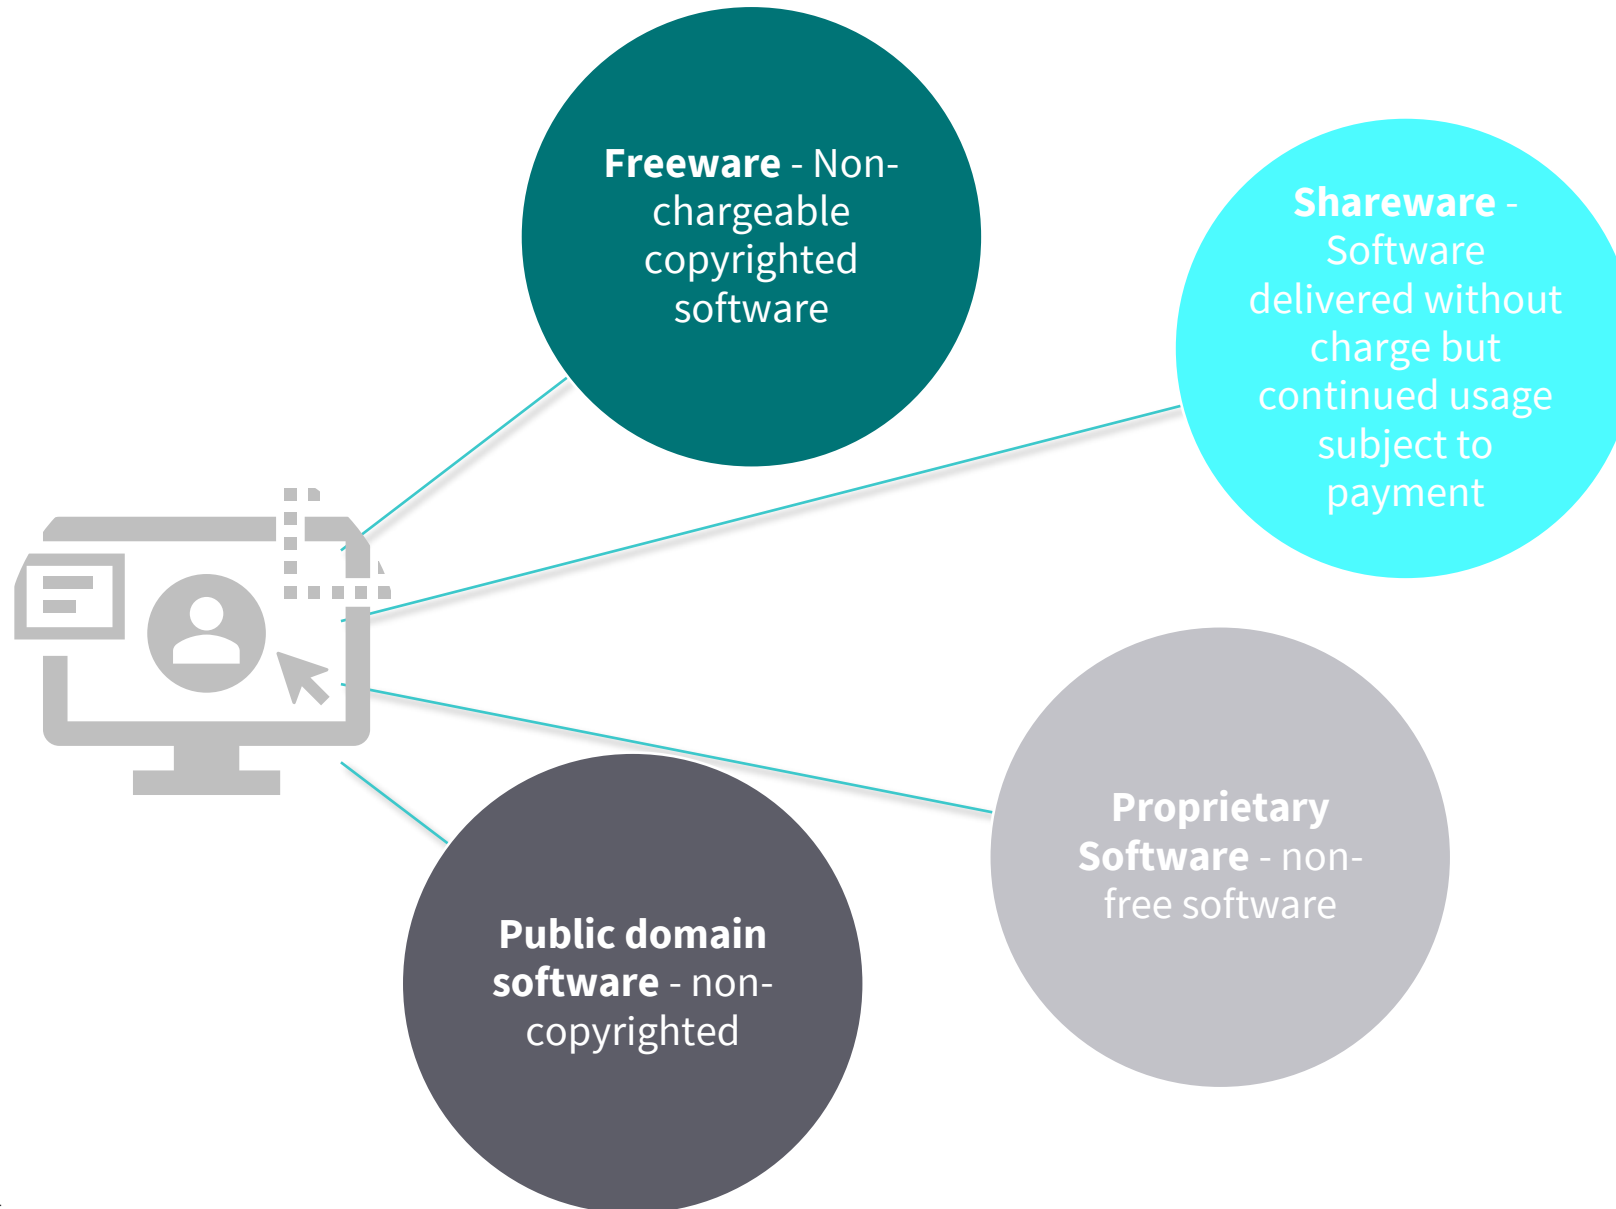 Freeware - Non-
chargeable
copyrighted
software
Shareware -
Software
delivered without
charge but
continued usage
subject to
payment
Proprietary
Software - non-
free software
Public domain
software - non-
copyrighted